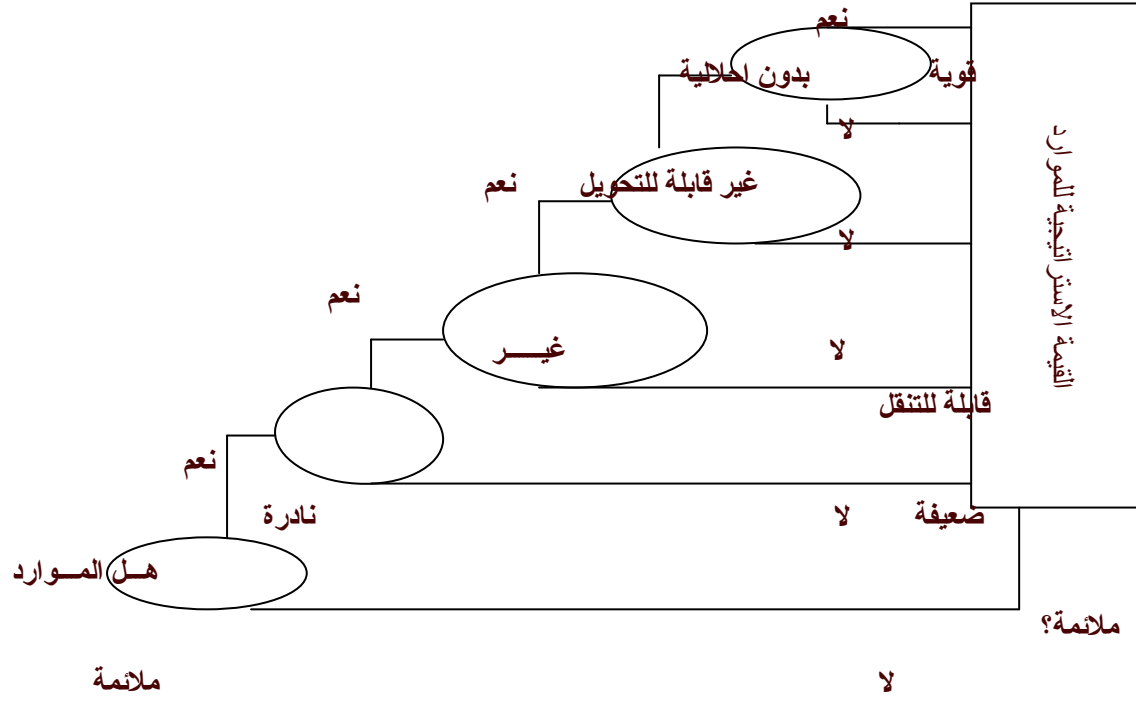 نعم
قوية بدون احلالية
لا
القيمة الاستراتيجية للموارد
غير قابلة للتحويل نعم
لا
نعم
لا غيـــــر
قابلة للتنقل
نعم
ضعيفة لا نادرة
هــل المــوارد
ملائمة؟
لا ملائمة